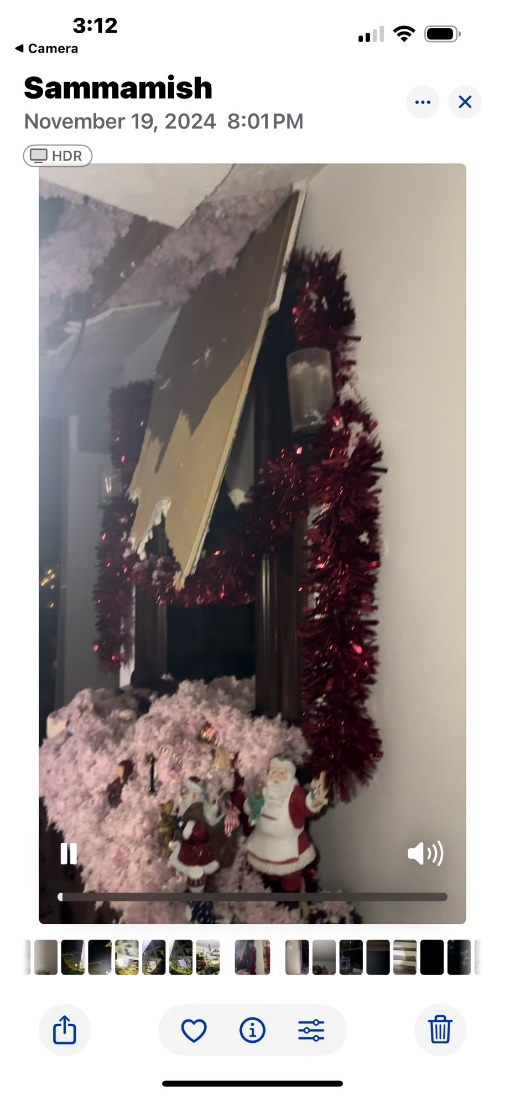 3:12
Camera
Sammamish
November 19, 2024 8:01 PM
HDR